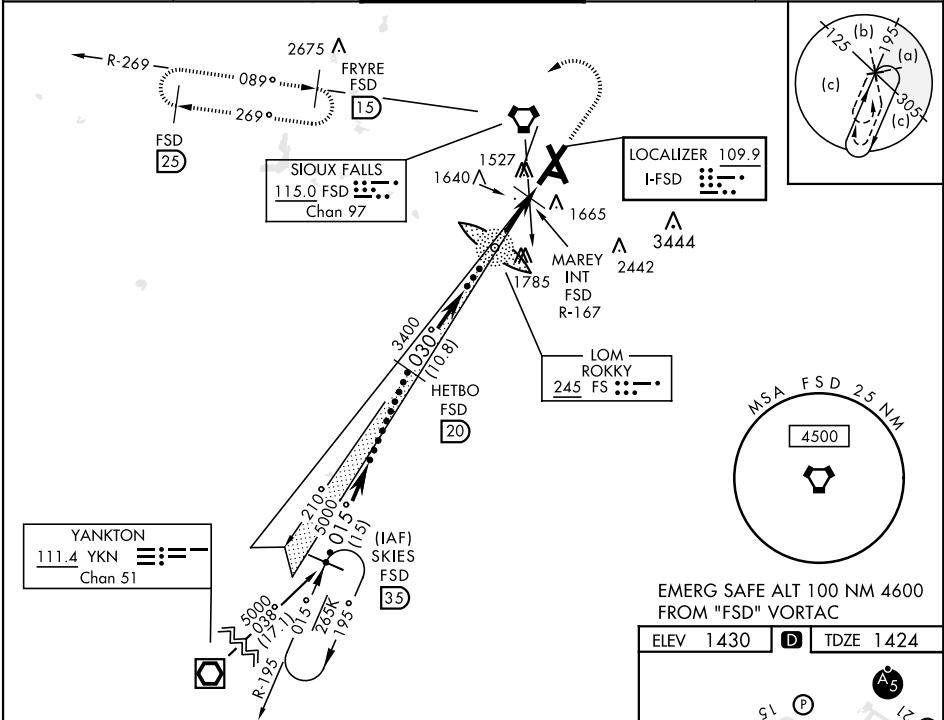 R-269
089°
269°
2675
FRYRE
FSD
15
FSD
25
125
(b)
195
(a)
(c)
305
(c)
SIOUX FALLS
115.0 FSD
Chan 97
1527
1640
1665
LOCALIZER 109.9
I-FSD
3444
2442
1785
MAREY
INT
FSD
R-167
3400
030°
(10.8)
HETBO
FSD
20
LOM
ROKKY
245 FS
MSA FSD 25 NM
4500
210°
5000
015°
(15)
(IAF)
SKIES
FSD
35
YANKTON
111.4 YKN
Chan 51
5000
038°
(17.1)
015°
265K
195°
R-195
EMERG SAFE ALT 100 NM 4600
FROM "FSD" VORTAC
ELEV 1430 D TDZE 1424
A5
15
P
21